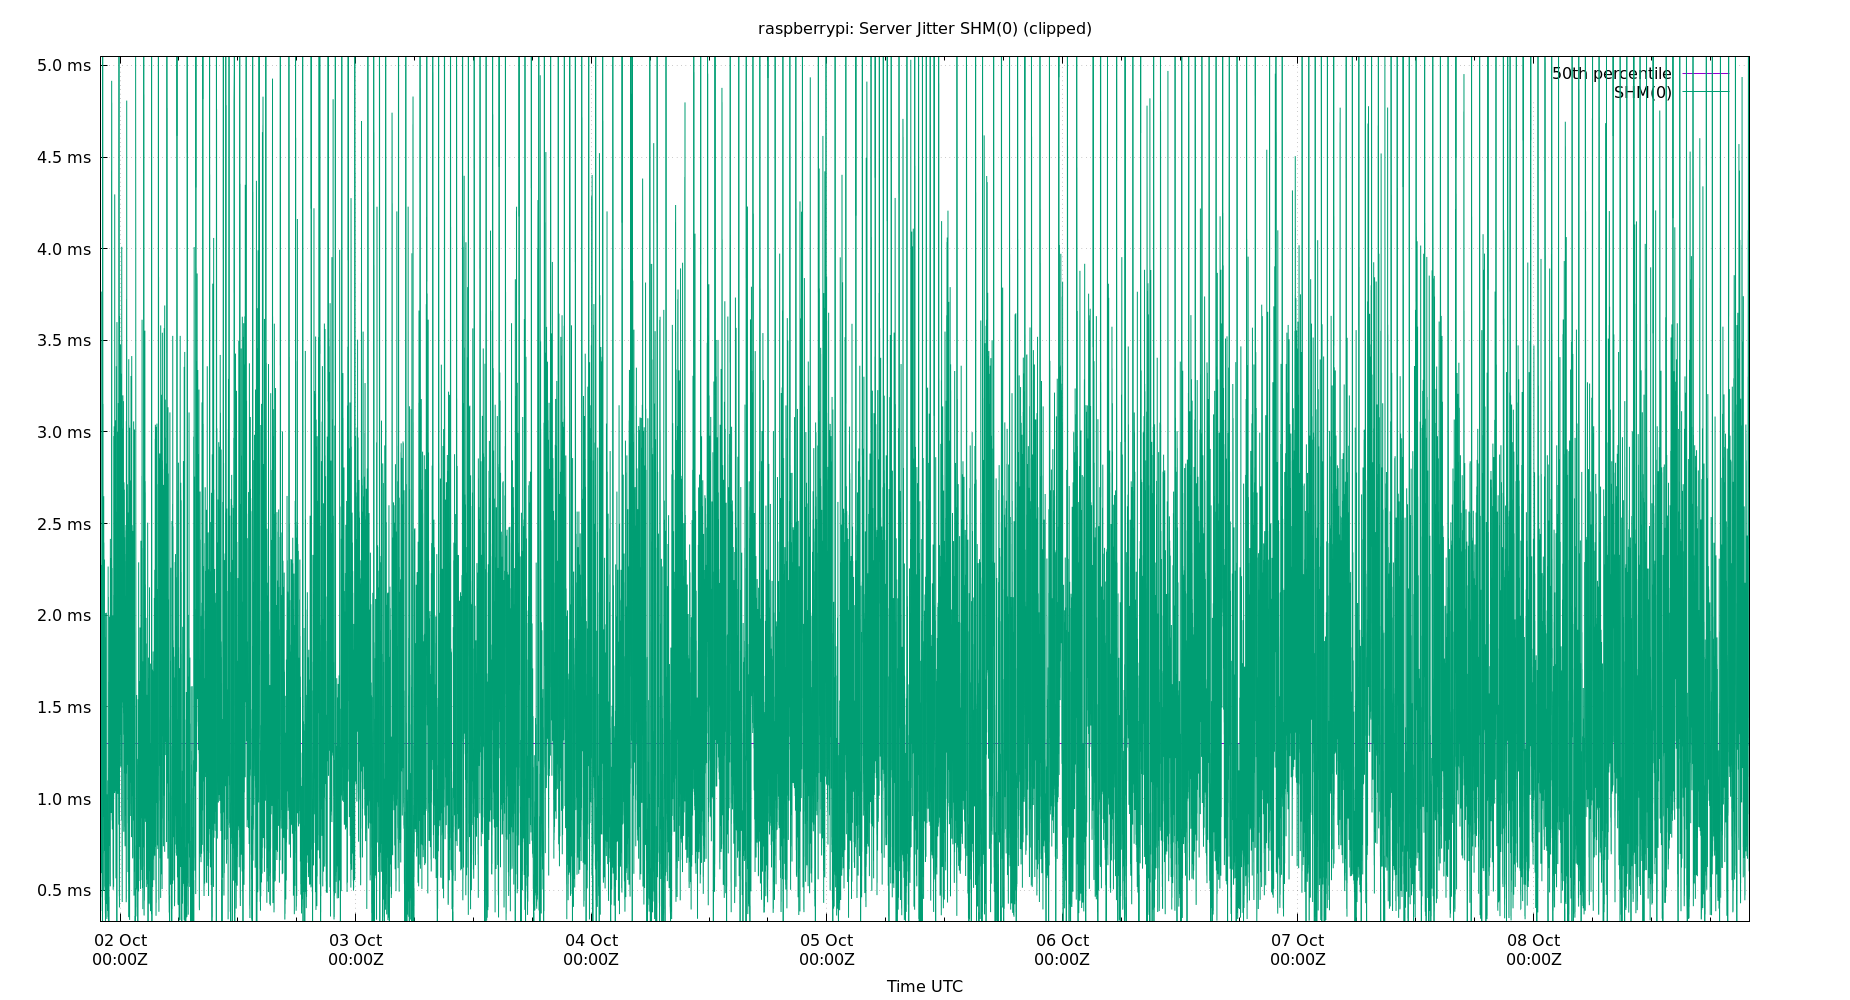 raspberrypi: Server Jitter SHM(0) (clipped)
5.0 ms
50th percentile
SHM(0)
4.5 ms
4.0 ms
3.5 ms
3.0 ms
2.5 ms
2.0 ms
1.5 ms
1.0 ms
0.5 ms
02 Oct 03 Oct 04 Oct 05 Oct 06 Oct 07 Oct 08 Oct
00:00Z 00:00Z 00:00Z 00:00Z 00:00Z 00:00Z 00:00Z
Time UTC